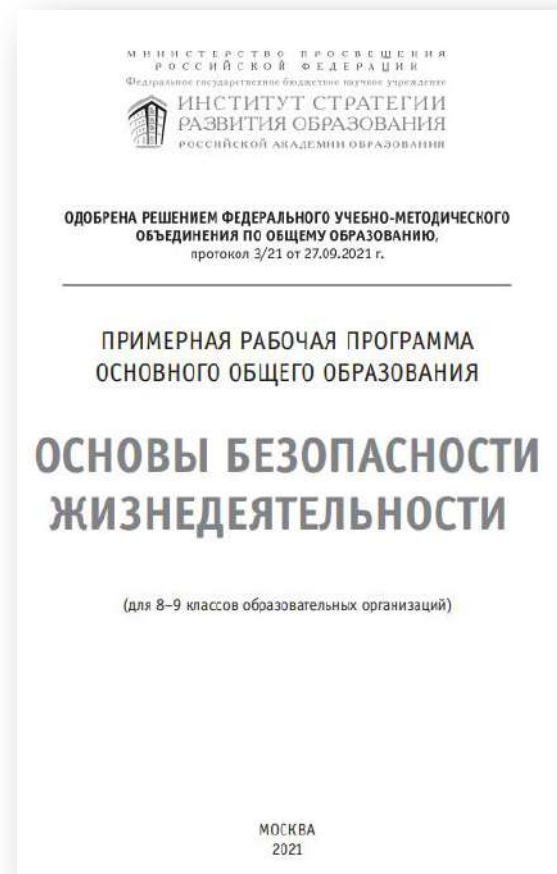 МИНИСТЕРСТВО ПРОСВЕЩЕНИЯ
РОССИЙСКОЙ ФЕДЕРАЦИИ
Федеральное государственное бюджетное научное учреждение
ИНСТИТУТ СТРАТЕГИИ
РАЗВИТИЯ ОБРАЗОВАНИЯ
РОССИЙСКОЙ АКАДЕМИИ ОБРАЗОВАНИЯ
ОДОБРЕНА РЕШЕНИЕМ ФЕДЕРАЛЬНОГО УЧЕБНО-МЕТОДИЧЕСКОГО
ОБЪЕДИНЕНИЯ ПО ОБЩЕМУ ОБРАЗОВАНИЮ,
протокол 3/21 от 27.09.2021 г.
ПРИМЕРНАЯ РАБОЧАЯ ПРОГРАММА
ОСНОВНОГО ОБЩЕГО ОБРАЗОВАНИЯ
ОСНОВЫ БЕЗОПАСНОСТИ
ЖИЗНЕДЕЯТЕЛЬНОСТИ
(для 8–9 классов образовательных организаций)
МОСКВА
2021